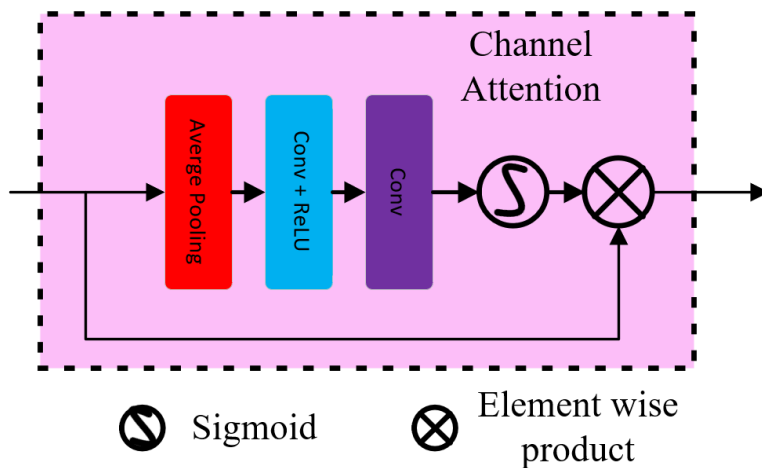 Channel
Attention
Averge Pooling
Conv + ReLU
Conv
Sigmoid
Element wise
product